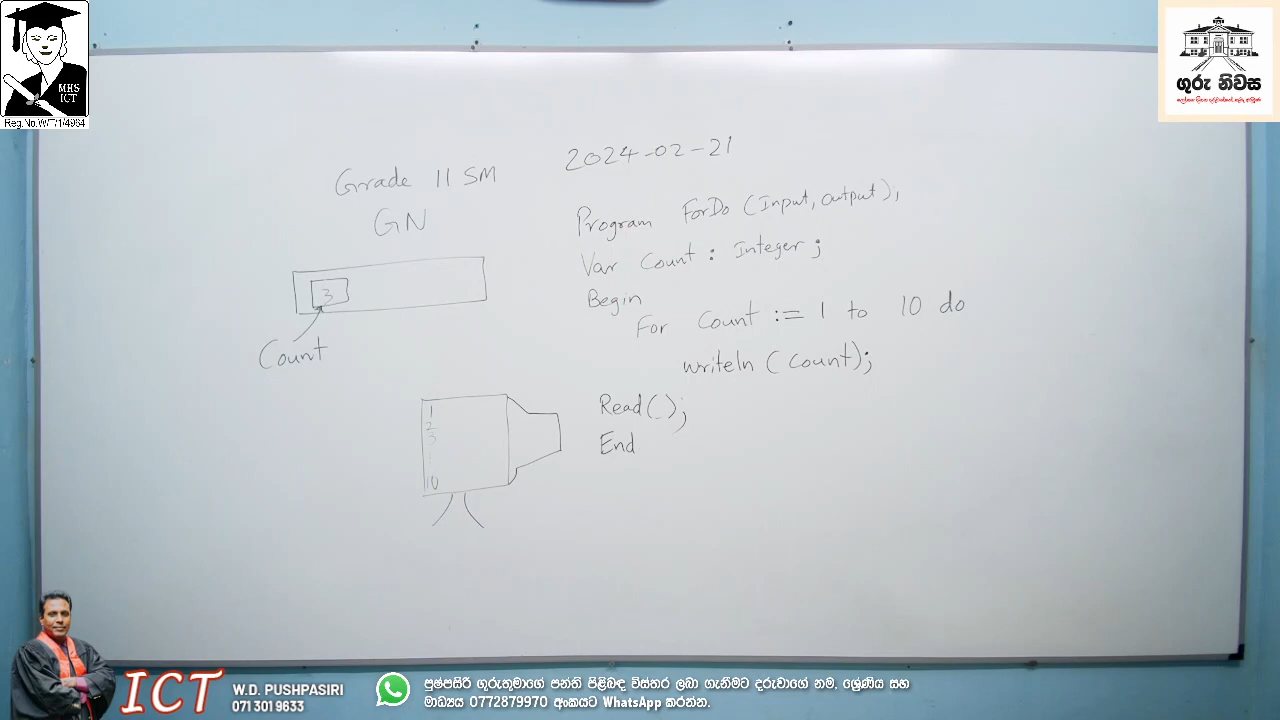 MHS
ICT
Reg.No.W/T/1/4964
ගුරු නිවස
Grade 11 SM
GN
2024-02-21
3
Count
1
2
3
10
Program ForDo (Input, output);
Var Count : Integer ;
Begin
For Count := 1 to 10 do
writeln (count);
Read( );
End
ICT
W.D. PUSHPASIRI
071 301 9633
පුෂ්පසිරි ගුරුතුමාගේ පන්ති පිළිබඳ විස්තර ලබා ගැනීමට දරුවාගේ නම, ශ්‍රේණිය සහ
මාධ්‍යය 0772879970 අංකයට WhatsApp කරන්න.